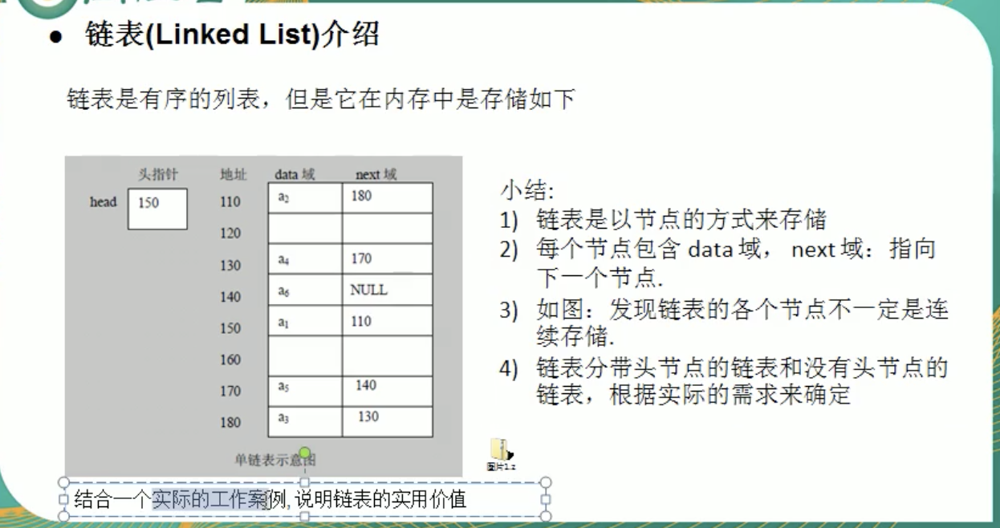 ● 链表(Linked List)介绍
链表是有序的列表，但是它在内存中是存储如下
头指针 地址 data 域 next 域
head 150 110 a₂ 180
120
130 a₄ 170
140 a₆ NULL
150 a₁ 110
160
170 a₅ 140
180 a₃ 130
单链表示意图
小结:
1) 链表是以节点的方式来存储
2) 每个节点包含 data 域， next 域：指向
下一个节点.
3) 如图：发现链表的各个节点不一定是连
续存储.
4) 链表分带头节点的链表和没有头节点的
链表，根据实际的需求来确定
图片1.z
结合一个实际的工作案例, 说明链表的实用价值